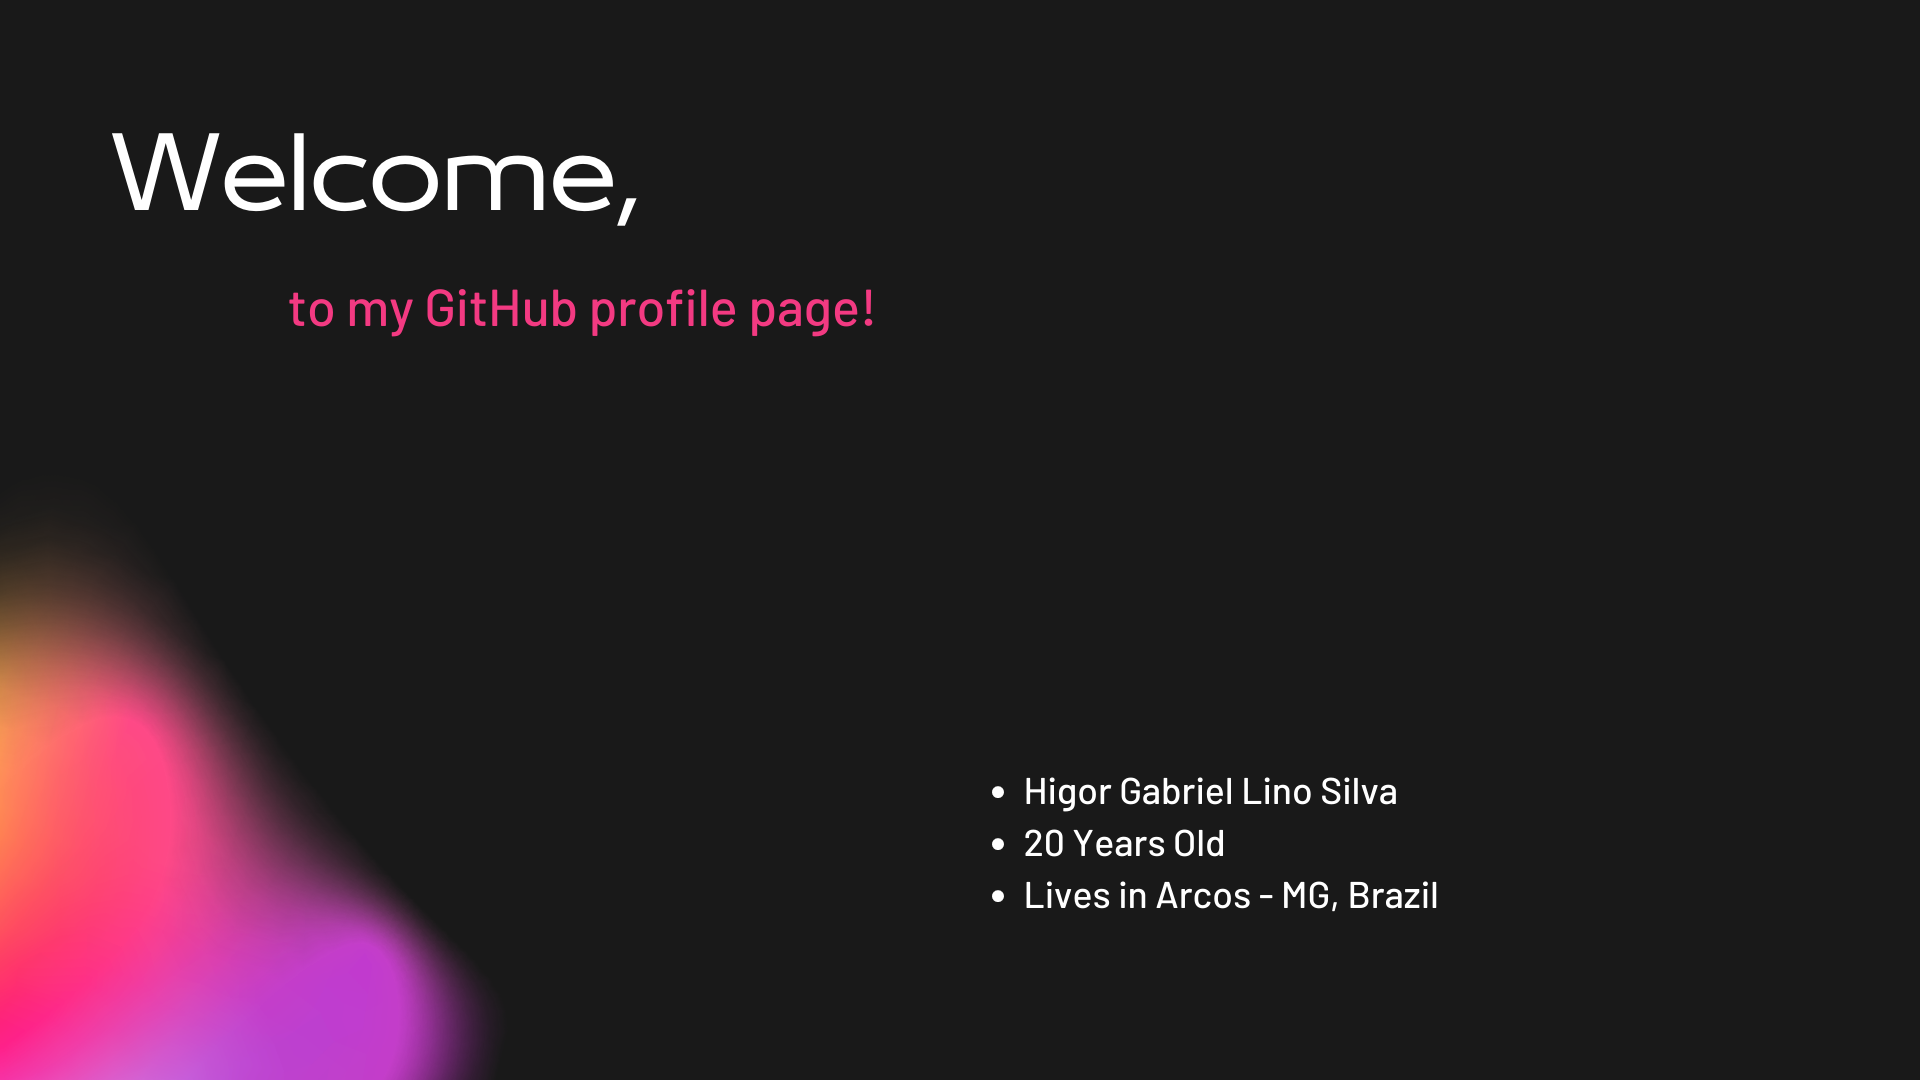 Welcome,
to my GitHub profile page!
• Higor Gabriel Lino Silva
• 20 Years Old
• Lives in Arcos - MG, Brazil